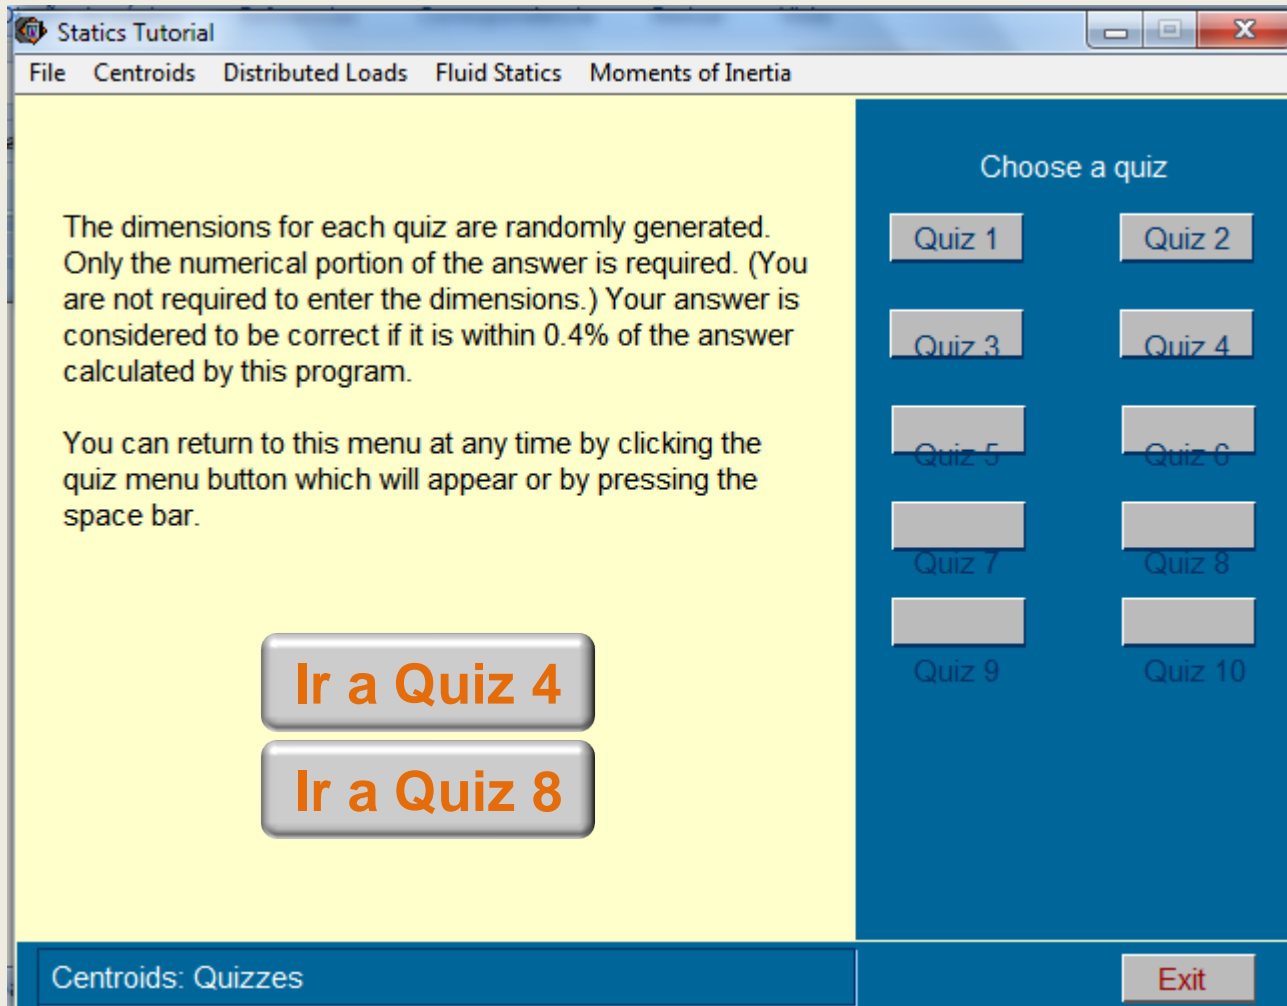 Statics Tutorial
File Centroids Distributed Loads Fluid Statics Moments of Inertia
The dimensions for each quiz are randomly generated.
Only the numerical portion of the answer is required. (You
are not required to enter the dimensions.) Your answer is
considered to be correct if it is within 0.4% of the answer
calculated by this program.
You can return to this menu at any time by clicking the
quiz menu button which will appear or by pressing the
space bar.
Ir a Quiz 4
Ir a Quiz 8
Choose a quiz
Quiz 1 Quiz 2
Quiz 3 Quiz 4
Quiz 5 Quiz 6
Quiz 7 Quiz 8
Quiz 9 Quiz 10
Centroids: Quizzes
Exit